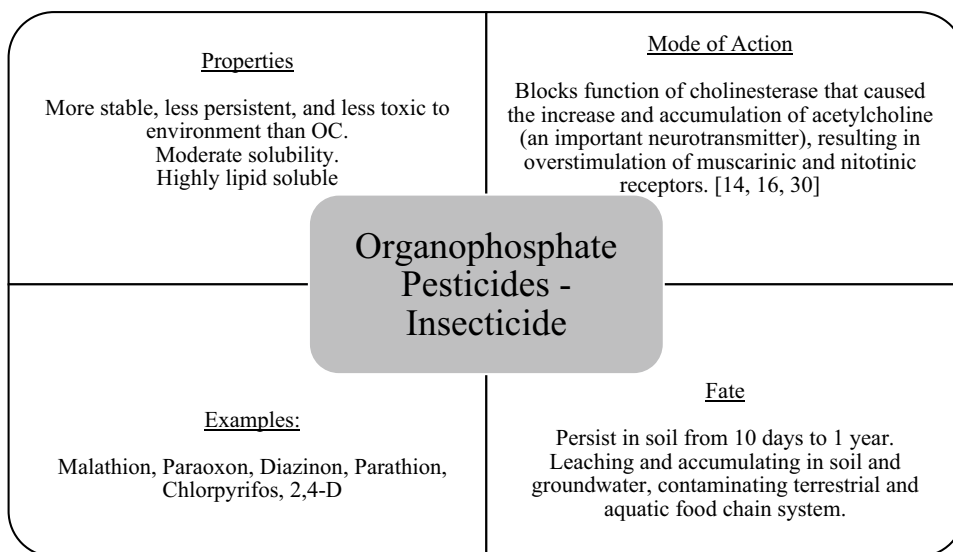 Properties
More stable, less persistent, and less toxic to
environment than OC.
Moderate solubility.
Highly lipid soluble
Mode of Action
Blocks function of cholinesterase that caused
the increase and accumulation of acetylcholine
(an important neurotransmitter), resulting in
overstimulation of muscarinic and nitotinic
receptors. [14, 16, 30]
Organophosphate
Pesticides -
Insecticide
Examples:
Malathion, Paraoxon, Diazinon, Parathion,
Chlorpyrifos, 2,4-D
Fate
Persist in soil from 10 days to 1 year.
Leaching and accumulating in soil and
groundwater, contaminating terrestrial and
aquatic food chain system.